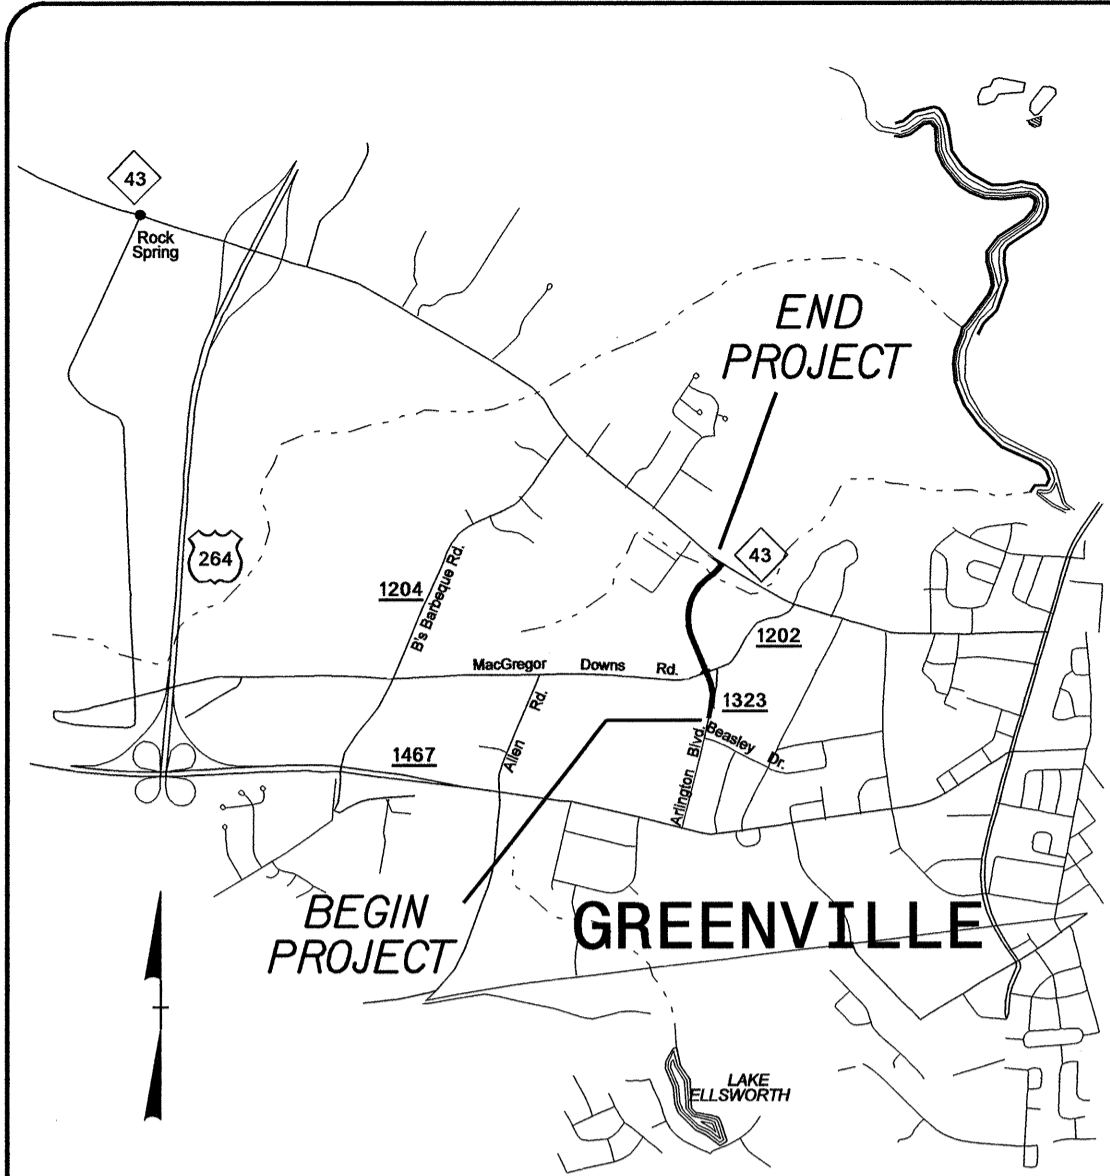 43
Rock
Spring
END
PROJECT
264
43
1204
B's Barbeque Rd.
1202
MacGregor Downs Rd.
1323
Allen Rd.
Beasley Dr.
Arlington Blvd.
1467
BEGIN
PROJECT
GREENVILLE
LAKE
ELLSWORTH